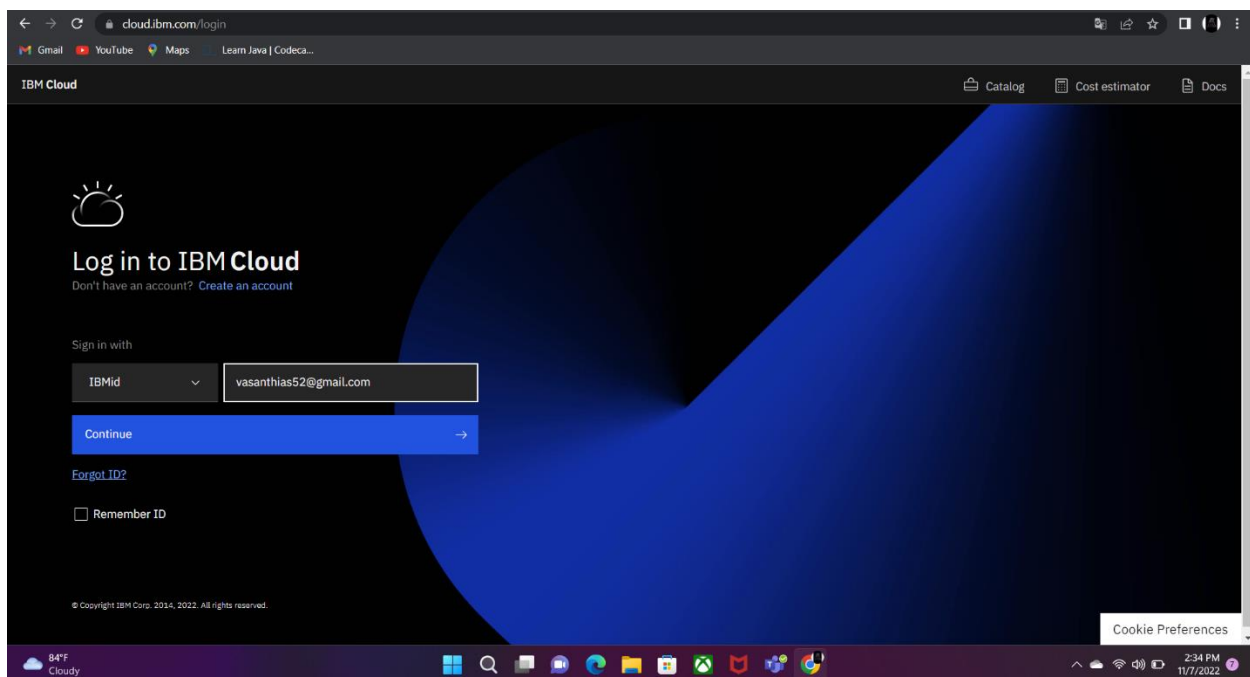 cloud.ibm.com/login
Gmail YouTube Maps Learn Java | Codeca...
IBM Cloud Catalog Cost estimator Docs
Log in to IBM Cloud
Don't have an account? Create an account
Sign in with
IBMid vasanthias52@gmail.com
Continue
Forgot ID?
Remember ID
© Copyright IBM Corp. 2014, 2022. All rights reserved.
Cookie Preferences
84°F
Cloudy
2:34 PM
11/7/2022
7